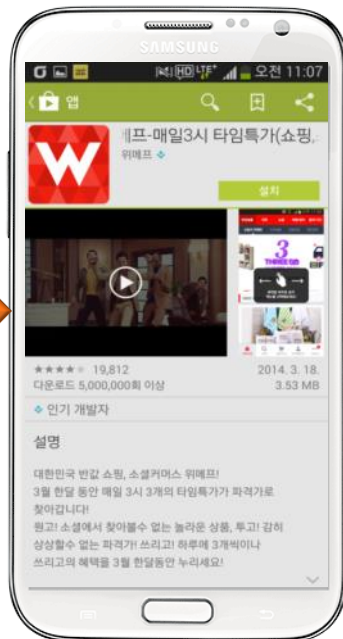 SAMSUNG
HD LTE+ 오전 11:07
앱
W
메프-매일3시 타임특가(쇼핑,
위메프
설치
3
★★★★★ 19,812
2014. 3. 18.
다운로드 5,000,000회 이상
3.53 MB
인기 개발자
설명
대한민국 반값 쇼핑, 소셜커머스 위메프!
3월 한달 동안 매일 3시 3개의 타임특가가 파격가로
찾아갑니다!
원고! 소셜에서 찾아볼수 없는 놀라운 상품, 투고! 감히
상상할수 없는 파격가! 쓰리고! 하루에 3개씩이나
쓰리고의 혜택을 3월 한달동안 누리세요!